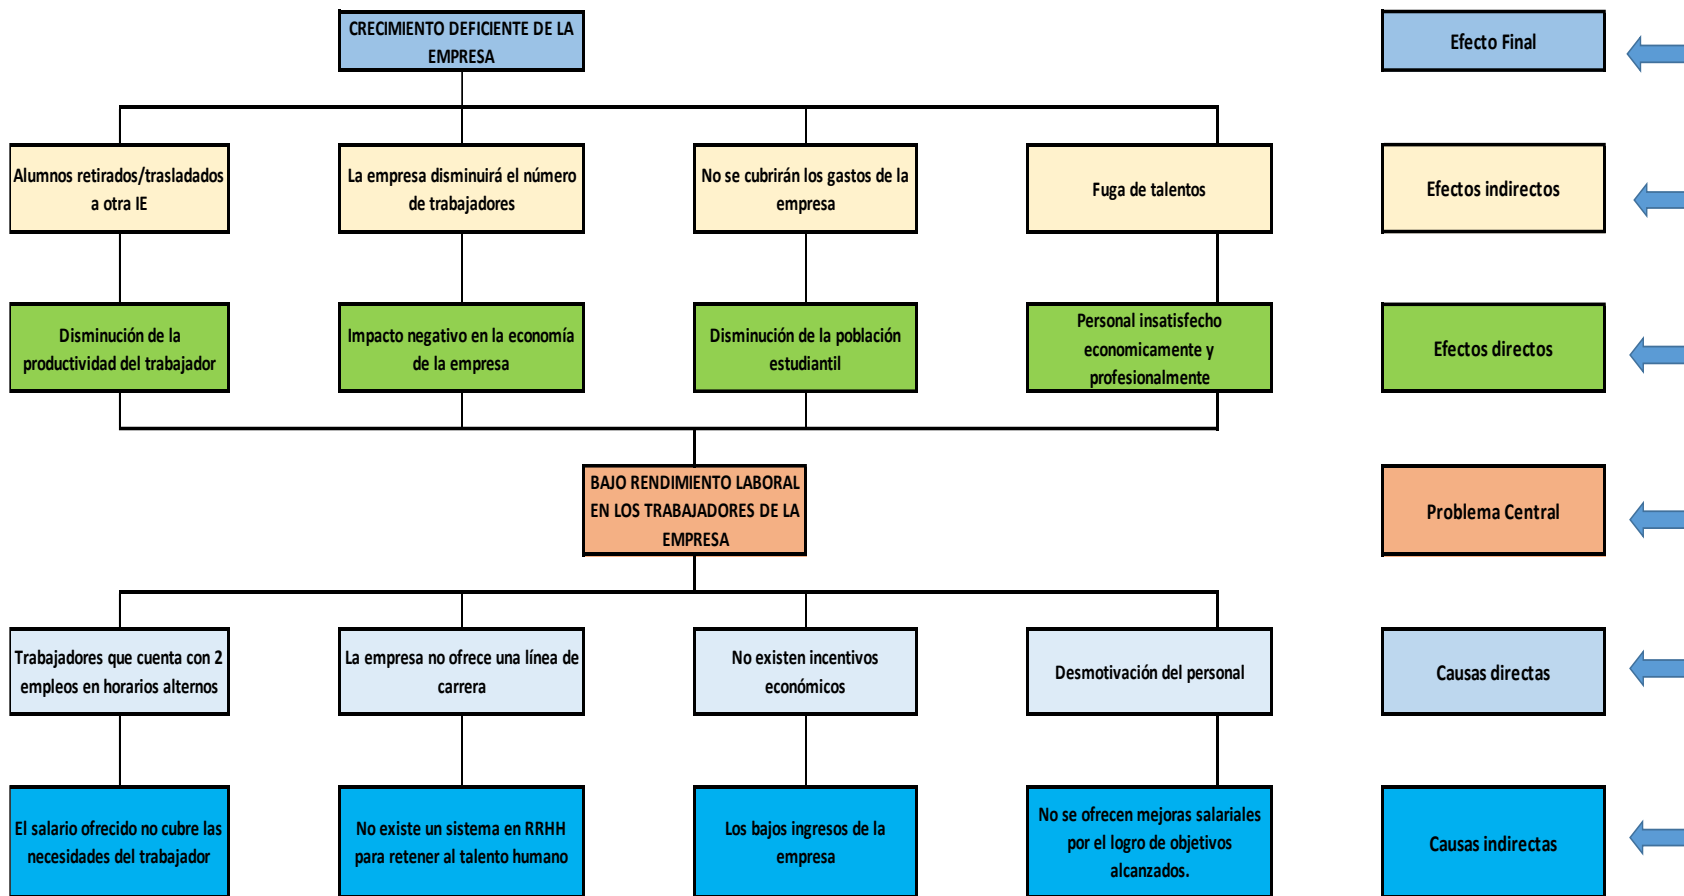 CRECIMIENTO DEFICIENTE DE LA
EMPRESA
Efecto Final
Alumnos retirados/trasladados
a otra IE
La empresa disminuirá el número
de trabajadores
No se cubrirán los gastos de la
empresa
Fuga de talentos
Efectos indirectos
Disminución de la
productividad del trabajador
Impacto negativo en la economía
de la empresa
Disminución de la población
estudiantil
Personal insatisfecho
economicamente y
profesionalmente
Efectos directos
BAJO RENDIMIENTO LABORAL
EN LOS TRABAJADORES DE LA
EMPRESA
Problema Central
Trabajadores que cuenta con 2
empleos en horarios alternos
La empresa no ofrece una línea de
carrera
No existen incentivos
económicos
Desmotivación del personal
Causas directas
El salario ofrecido no cubre las
necesidades del trabajador
No existe un sistema en RRHH
para retener al talento humano
Los bajos ingresos de la
empresa
No se ofrecen mejoras salariales
por el logro de objetivos
alcanzados.
Causas indirectas